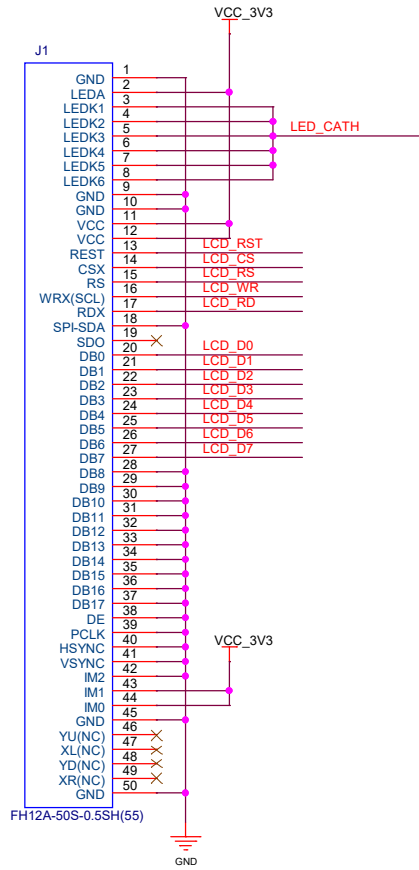 VCC_3V3
J1
GND 1
LEDA 2
LEDK1 3
LEDK2 4
LEDK3 5 LED_CATH
LEDK4 6
LEDK5 7
LEDK6 8
GND 9
GND 10
VCC 11
VCC 12
REST 13 LCD_RST
CSX 14 LCD_CS
RS 15 LCD_RS
WRX(SCL) 16 LCD_WR
RDX 17 LCD_RD
SPI-SDA 18
SDO 19
DB0 20 LCD_D0
DB1 21 LCD_D1
DB2 22 LCD_D2
DB3 23 LCD_D3
DB4 24 LCD_D4
DB5 25 LCD_D5
DB6 26 LCD_D6
DB7 27 LCD_D7
DB8 28
DB9 29
DB10 30
DB11 31
DB12 32
DB13 33
DB14 34
DB15 35
DB16 36
DB17 37
DE 38
PCLK 39
HSYNC 40 VCC_3V3
VSYNC 41
IM2 42
IM1 43
IM0 44
GND 45
YU(NC) 46
XL(NC) 47
YD(NC) 48
XR(NC) 49
GND 50
FH12A-50S-0.5SH(55)
GND